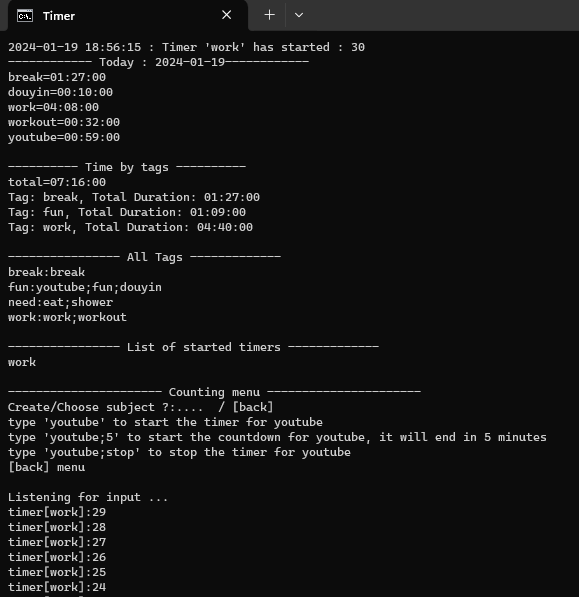 Timer
2024-01-19 18:56:15 : Timer 'work' has started : 30
------------ Today : 2024-01-19------------
break=01:27:00
douyin=00:10:00
work=04:08:00
workout=00:32:00
youtube=00:59:00
---------- Time by tags ----------
total=07:16:00
Tag: break, Total Duration: 01:27:00
Tag: fun, Total Duration: 01:09:00
Tag: work, Total Duration: 04:40:00
---------------- All Tags -------------
break:break
fun:youtube;fun;douyin
need:eat;shower
work:work;workout
---------------- List of started timers -------------
work
---------------------- Counting menu ----------------------
Create/Choose subject ?:....  / [back]
type 'youtube' to start the timer for youtube
type 'youtube;5' to start the countdown for youtube, it will end in 5 minutes
type 'youtube;stop' to stop the timer for youtube
[back] menu
Listening for input ...
timer[work]:29
timer[work]:28
timer[work]:27
timer[work]:26
timer[work]:25
timer[work]:24